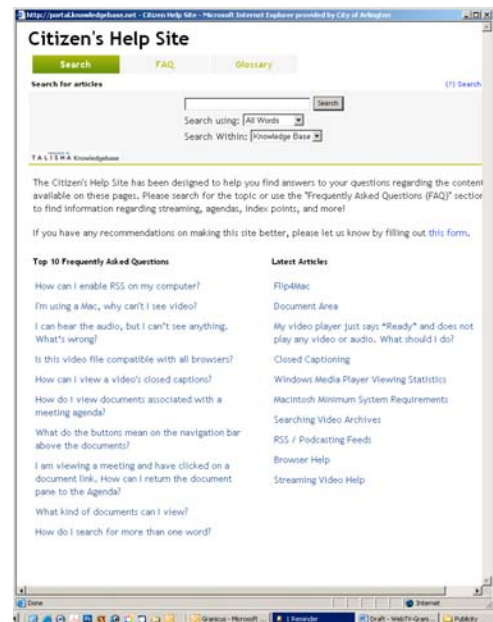 http://portal.knowledgebase.net - Citizen Help Site - Microsoft Internet Explorer provided by City of Arlington
Citizen's Help Site
Search FAQ Glossary
Search for articles (?) Search
Search
Search using: All Words
Search Within: Knowledge Base
TALISMA Knowledgebase
The Citizen's Help Site has been designed to help you find answers to your questions regarding the content
available on these pages. Please search for the topic or use the "Frequently Asked Questions (FAQ)" section
to find information regarding streaming, agendas, index points, and more!
If you have any recommendations on making this site better, please let us know by filling out this form.
Top 10 Frequently Asked Questions
How can I enable RSS on my computer?
I'm using a Mac, why can't I see video?
I can hear the audio, but I can't see anything.
What's wrong?
Is this video file compatible with all browsers?
How can I view a video's closed captions?
How do I view documents associated with a
meeting agenda?
What do the buttons mean on the navigation bar
above the documents?
I am viewing a meeting and have clicked on a
document link. How can I return the document
pane to the Agenda?
What kind of documents can I view?
How do I search for more than one word?
Latest Articles
Flip4Mac
Document Area
My video player just says “Ready” and does not
play any video or audio. What should I do?
Closed Captioning
Windows Media Player Viewing Statistics
Macintosh Minimum System Requirements
Searching Video Archives
RSS / Podcasting Feeds
Browser Help
Streaming Video Help
Done Internet
Granicus - Microsoft ... 1 Reminder Draft - WebTV-Grani... Publicity